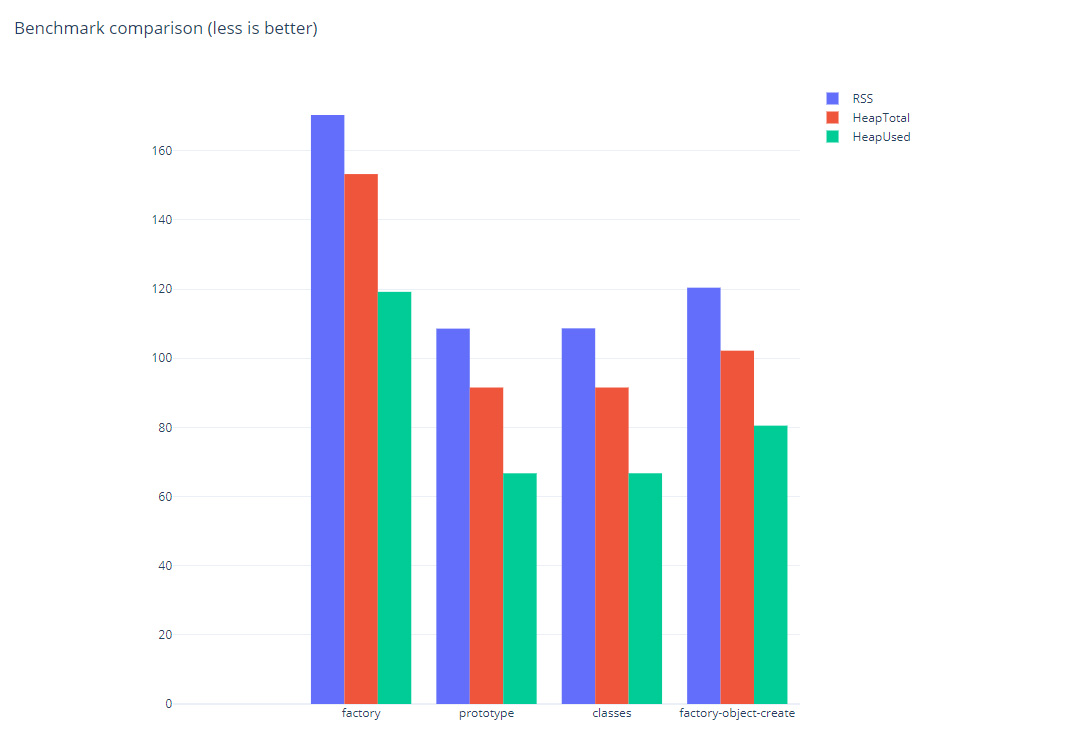 Benchmark comparison (less is better)
RSS
HeapTotal
HeapUsed
160
140
120
100
80
60
40
20
0
factory prototype classes factory-object-create